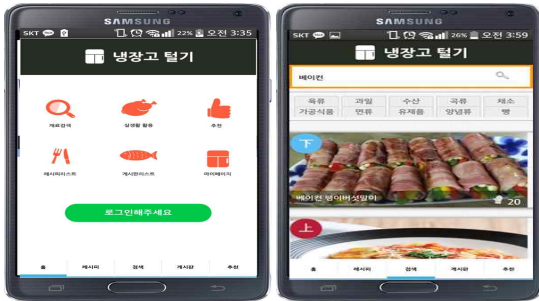 SAMSUNG
SKT 22% 오전 3:35
냉장고 털기
재료검색 실생활 활용 추천
레시피리스트 게시판리스트 마이페이지
로그인해주세요
홈 레시피 검색 게시판 추천
SAMSUNG
SKT 26% 오전 3:59
냉장고 털기
베이컨
육류 과일 수산 곡류 채소
가공식품 면류 유제품 양념류 빵
下
베이컨 팽이버섯말이 20
上
홈 레시피 검색 게시판 추천